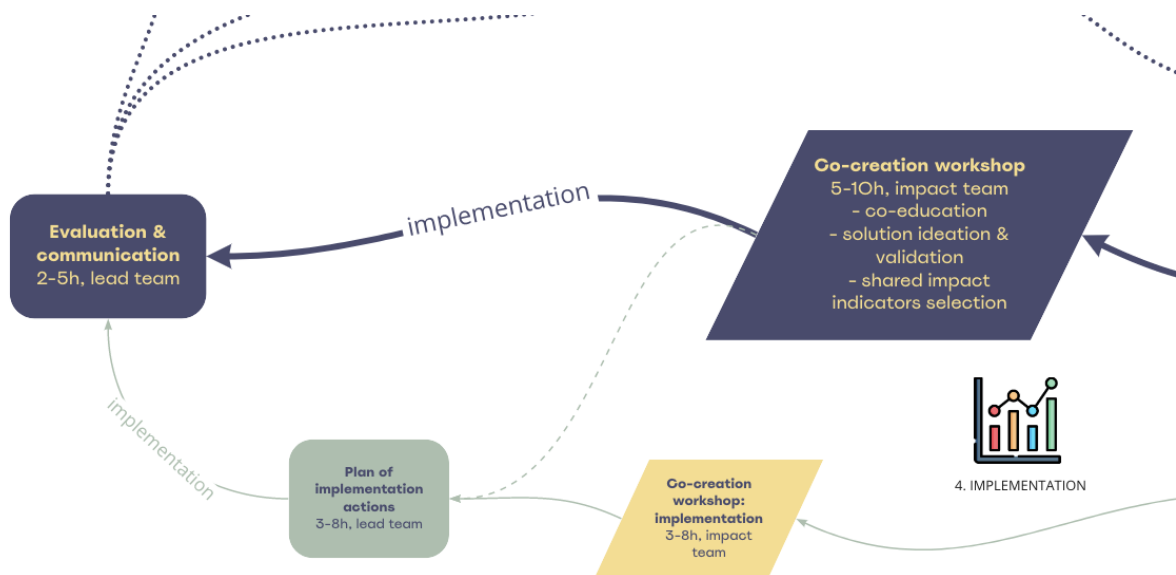 Co-creation workshop
5-10h, impact team
- co-education
- solution ideation &
validation
- shared impact
indicators selection
implementation
Evaluation &
communication
2-5h, lead team
implementation
Plan of
implementation
actions
3-8h, lead team
Co-creation
workshop:
implementation
3-8h, impact
team
4. IMPLEMENTATION